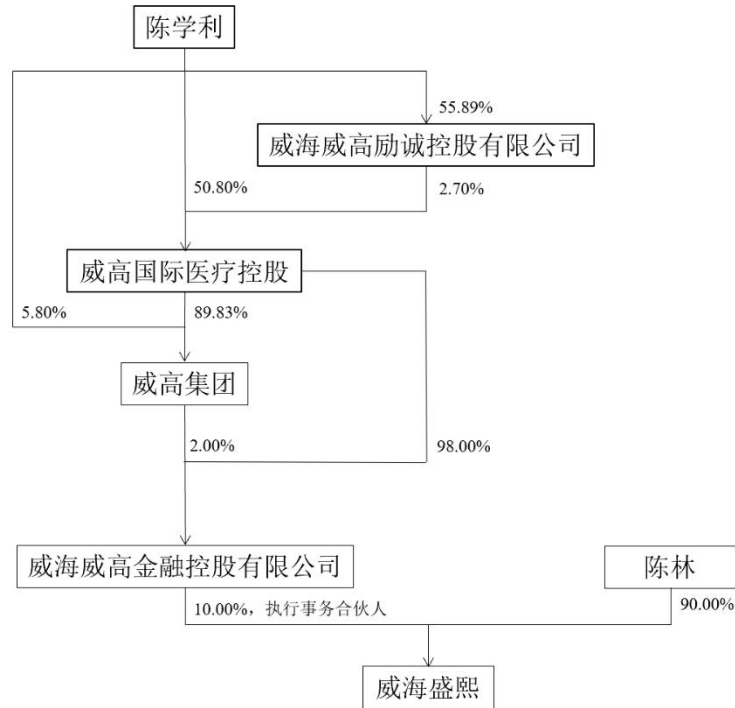 陈学利
55.89%
威海威高励诚控股有限公司
50.80%
2.70%
威高国际医疗控股
5.80%
89.83%
威高集团
2.00%
98.00%
威海威高金融控股有限公司
陈林
10.00%，执行事务合伙人
90.00%
威海盛熙